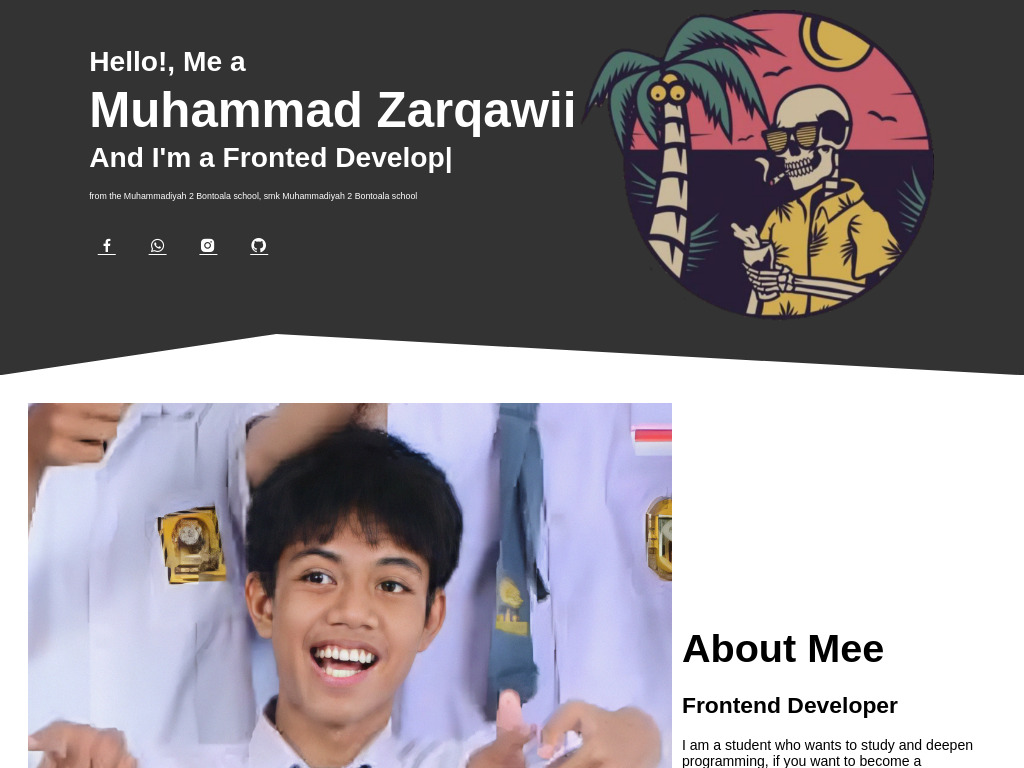 Hello!, Me a
Muhammad Zarqawii
And I'm a Fronted Develop|
from the Muhammadiyah 2 Bontoala school, smk Muhammadiyah 2 Bontoala school
About Mee
Frontend Developer
I am a student who wants to study and deepen
programming, if you want to become a